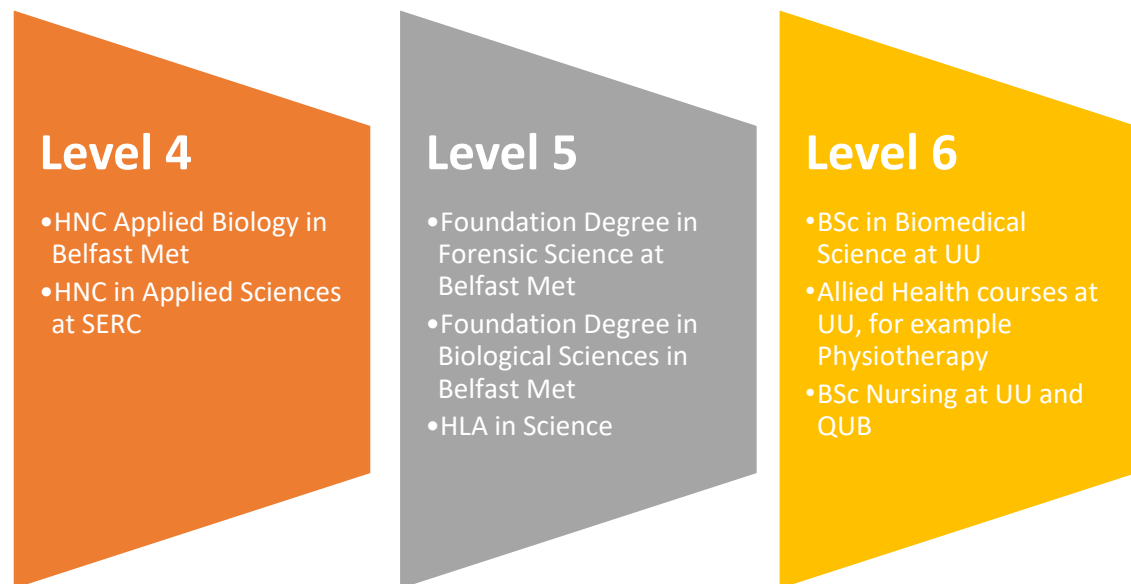 Level 4
•HNC Applied Biology in
Belfast Met
•HNC in Applied Sciences
at SERC
Level 5
•Foundation Degree in
Forensic Science at
Belfast Met
•Foundation Degree in
Biological Sciences in
Belfast Met
•HLA in Science
Level 6
•BSc in Biomedical
Science at UU
•Allied Health courses at
UU, for example
Physiotherapy
•BSc Nursing at UU and
QUB